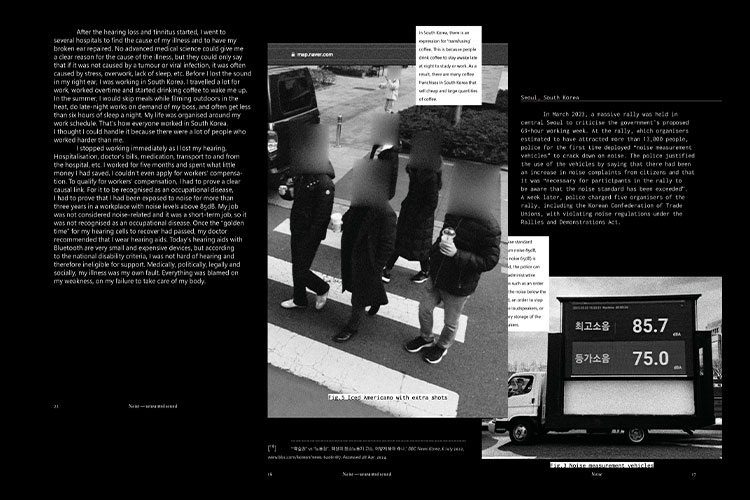 After the hearing loss and tinnitus started, I went to
several hospitals to find the cause of my illness and to have my
broken ear repaired. No advanced medical science could give me
a clear reason for the cause of the illness, but they could only say
that if it was not caused by a tumour or viral infection, it was often
caused by stress, overwork, lack of sleep, etc. Before I lost the sound
in my right ear, I was working in South Korea. I travelled a lot for
work, worked overtime and started drinking coffee to wake me up.
In the summer, I would skip meals while filming outdoors in the
heat, do late-night works on demand of my boss, and often get less
than six hours of sleep a night. My life was organised around my
work schedule. That's how everyone worked in South Korea.
I thought I could handle it because there were a lot of people who
worked harder than me.
I stopped working immediately as I lost my hearing.
Hospitalisation, doctor's bills, medication, transport to and from
the hospital, etc. I worked for five months and spent what little
money I had saved, I couldn't even apply for workers' compensa-
tion. To qualify for workers' compensation, I had to prove a clear
causal link. For it to be recognised as an occupational disease,
I had to prove that I had been exposed to noise for more than
three years in a workplace with noise levels above 85dB. My job
was not considered noise-related and it was a short-term job, so it
was not recognised as an occupational disease. Once the "golden
time" for my hearing cells to recover had passed, my doctor
recommended that I wear hearing aids. Today's hearing aids with
Bluetooth are very small and expensive devices, but according
to the national disability criteria, I was not hard of hearing and
therefore ineligible for support. Medically, politically, legally and
socially, my illness was my own fault. Everything was blamed on
my weakness, on my failure to take care of my body.
Noise — unwanted sound
map.naver.com
In South Korea, there is an
expression for 'transfusing'
coffee. This is because people
drink coffee to stay awake late
at night to study or work. As a
result, there are many coffee
franchises in South Korea that
sell cheap and large quantities
of coffee.
Fig.1 Iced Americano with extra shots
BBC News Korea, 6 July 2022,
16
Noise — unwanted sound
Seoul, South Korea
In March 2023, a massive rally was held in
central Seoul to criticise the government's proposed
69-hour working week. At the rally, which organisers
estimated to have attracted more than 13,000 people,
police for the first time deployed "noise measurement
vehicles" to crack down on noise. The police justified
the use of the vehicles by saying that there had been
an increase in noise complaints from citizens and that
it was "necessary for participants in the rally to
be aware that the noise standard has been exceeded".
A week later, police charged five organisers of the
rally, including the Korean Confederation of Trade
Unions, with violating noise regulations under the
Rallies and Demonstrations Act.
standard
noise 65dB,
noise 85dB) is
the police can
administrative
such as an order
the noise below the
an order to stop
loudspeakers, or
storage of the
최고소음 85.7 dBA
등가소음 75.0 dBA
Fig.3 Noise measurement vehicles
Noise
17